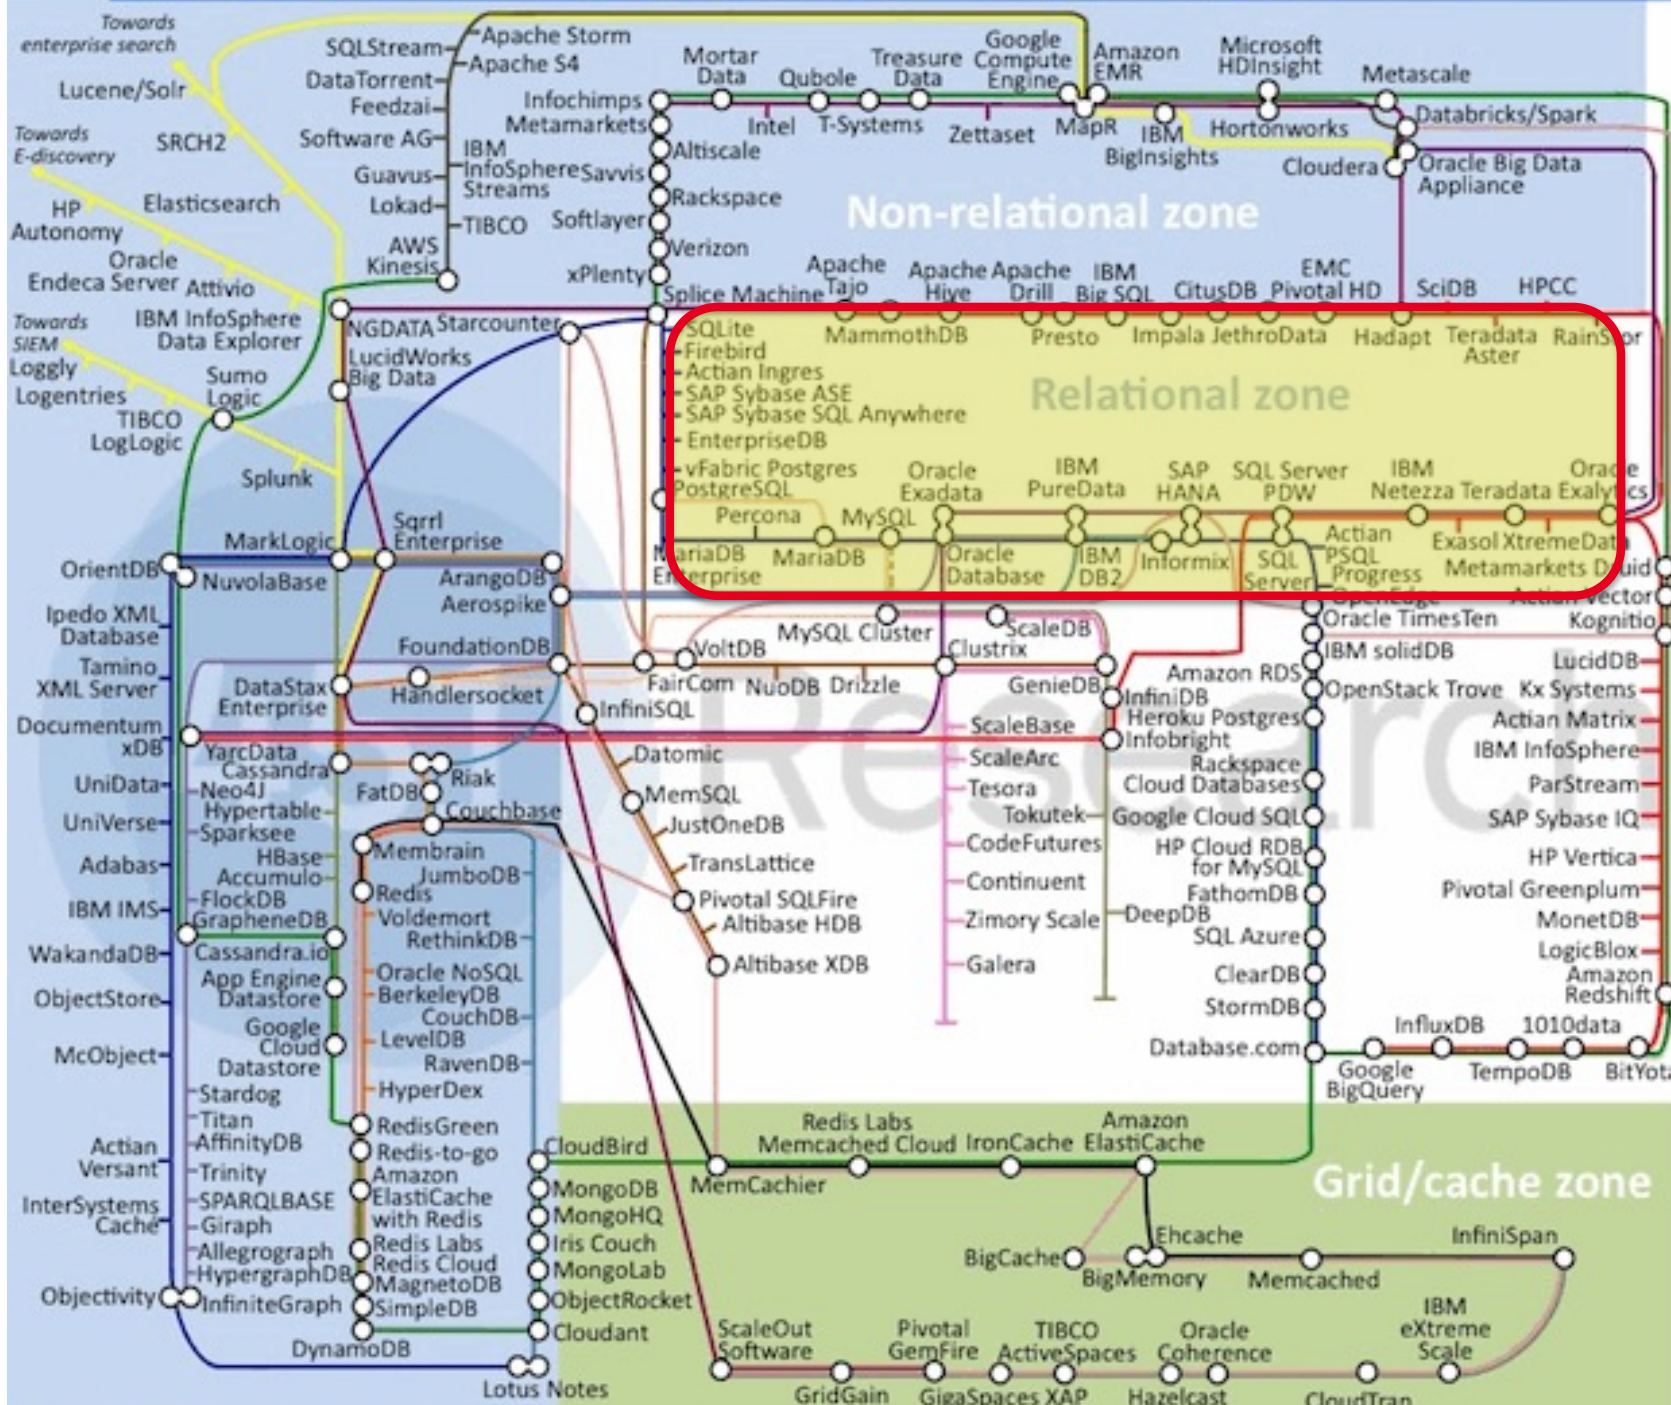 Towards
enterprise search
Lucene/Solr
SRCH2
Towards
E-discovery
HP
Autonomy
Elasticsearch
Oracle
Endeca Server
Attivio
IBM InfoSphere
Data Explorer
Towards
SIEM
Loggly
Logentries
Sumo
Logic
TIBCO
LogLogic
Splunk
SQLStream
DataTorrent
Feedzai
Software AG
Guavus
Lokad
AWS
Kinesis
Apache Storm
Apache S4
IBM
InfoSphere
Streams
TIBCO
Infochimps
Metamarkets
Altiscale
Savvis
Rackspace
Softlayer
Verizon
xPlenty
Splice Machine
Mortar
Data
Qubole
Treasure
Data
Google
Compute
Engine
Amazon
EMR
Microsoft
HDInsight
Metascale
Intel
T-Systems
Zettaset
MapR
IBM
BigInsights
Hortonworks
Databricks/Spark
Cloudera
Oracle Big Data
Appliance
Non-relational zone
Apache
Tajo
Apache
Hive
Apache
Drill
IBM
Big SQL
CitusDB
EMC
Pivotal HD
SciDB
HPCC
MammothDB
Presto
Impala
JethroData
Hadapt
Teradata
Aster
RainStor
NGDATA
Starcounter
LucidWorks
Big Data
SQLite
Firebird
Actian Ingres
SAP Sybase ASE
SAP Sybase SQL Anywhere
EnterpriseDB
vFabric Postgres
PostgreSQL
Relational zone
Oracle
Exadata
IBM
PureData
SAP
HANA
SQL Server
PDW
IBM
Netezza
Teradata
Oracle
Exalytics
Percona
MySQL
MariaDB
Enterprise
MariaDB
Oracle
Database
IBM
DB2
Informix
SQL
Server
Actian
PSQL
Progress
OpenEdge
Exasol
XtremeData
Metamarkets Druid
Actian Vector
Kognitio
MarkLogic
Sqrrl
Enterprise
OrientDB
NuvolaBase
ArangoDB
Aerospike
Ipedo XML
Database
Tamino
XML Server
Documentum
xDB
UniData
UniVerse
Adabas
IBM IMS
WakandaDB
ObjectStore
McObject
Actian
Versant
InterSystems
Caché
Objectivity
FoundationDB
DataStax
Enterprise
Handlersocket
YarcData
Cassandra
Neo4J
Hypertable
Sparksee
HBase
Accumulo
FlockDB
GrapheneDB
Cassandra.io
App Engine
Datastore
Google
Cloud
Datastore
Stardog
Titan
AffinityDB
Trinity
SPARQLBASE
Giraph
Allegrograph
HypergraphDB
InfiniteGraph
Riak
FatDB
Couchbase
Membrain
JumboDB
Redis
Voldemort
RethinkDB
Oracle NoSQL
BerkeleyDB
CouchDB
LevelDB
RavenDB
HyperDex
RedisGreen
Redis-to-go
Amazon
ElastiCache
with Redis
Redis Labs
Redis Cloud
MagnetoDB
SimpleDB
DynamoDB
CloudBird
MongoDB
MongoHQ
Iris Couch
MongoLab
ObjectRocket
Cloudant
Lotus Notes
MySQL Cluster
ScaleDB
VoltDB
Clustrix
FairCom
NuoDB
Drizzle
GenieDB
InfiniSQL
Datomic
MemSQL
JustOneDB
TransLattice
Pivotal SQLFire
Altibase HDB
Altibase XDB
Research
ScaleBase
ScaleArc
Tesora
Tokutek
CodeFutures
Continuent
Zimory Scale
Galera
DeepDB
InfiniDB
Infobright
Oracle TimesTen
IBM solidDB
Amazon RDS
OpenStack Trove
Heroku Postgres
Rackspace
Cloud Databases
Google Cloud SQL
HP Cloud RDB
for MySQL
FathomDB
SQL Azure
ClearDB
StormDB
Database.com
LucidDB
Kx Systems
Actian Matrix
IBM InfoSphere
ParStream
SAP Sybase IQ
HP Vertica
Pivotal Greenplum
MonetDB
LogicBlox
Amazon
Redshift
InfluxDB
1010data
Google
BigQuery
TempoDB
BitYota
Redis Labs
Memcached Cloud
IronCache
Amazon
ElastiCache
MemCachier
Grid/cache zone
BigCache
Ehcache
BigMemory
Memcached
InfiniSpan
ScaleOut
Software
Pivotal
GemFire
TIBCO
ActiveSpaces
Oracle
Coherence
IBM
eXtreme
Scale
GridGain
GigaSpaces XAP
Hazelcast
CloudTran